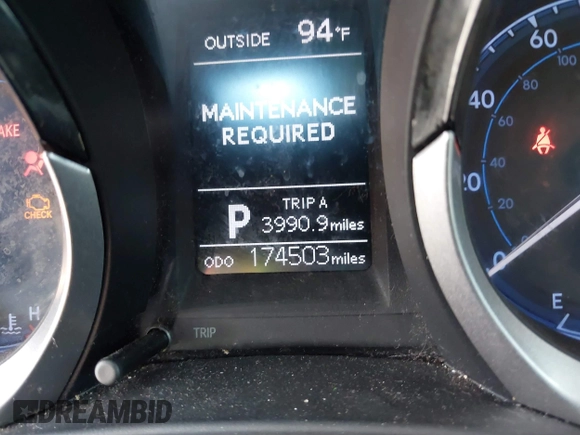 OUTSIDE 94°F
MAINTENANCE
REQUIRED
TRIP A
P 3990.9 miles
ODO 174503 miles
TRIP
AKE
CHECK
H
60
40
20
0
100
80
60
40
20
E
DREAMBID